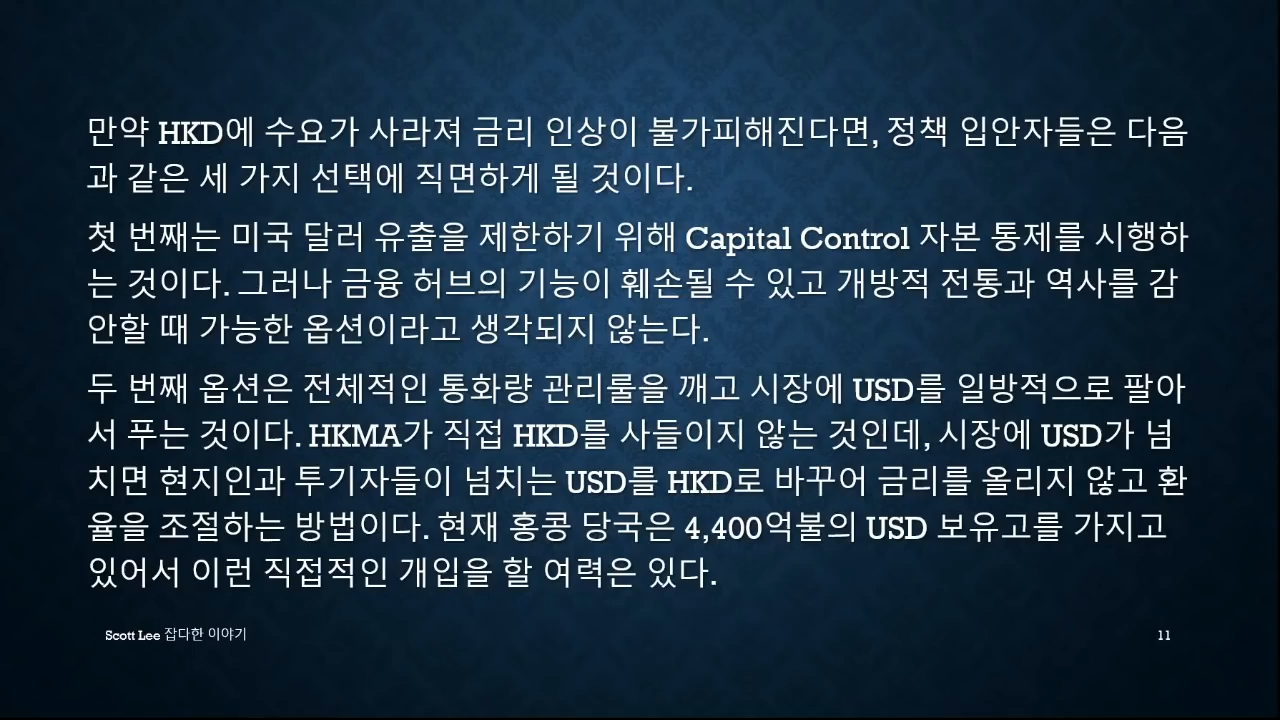 만약 HKD에 수요가 사라져 금리 인상이 불가피해진다면, 정책 입안자들은 다음
과 같은 세 가지 선택에 직면하게 될 것이다.
첫 번째는 미국 달러 유출을 제한하기 위해 Capital Control 자본 통제를 시행하
는 것이다. 그러나 금융 허브의 기능이 훼손될 수 있고 개방적 전통과 역사를 감
안할 때 가능한 옵션이라고 생각되지 않는다.
두 번째 옵션은 전체적인 통화량 관리룰을 깨고 시장에 USD를 일방적으로 팔아
서 푸는 것이다. HKMA가 직접 HKD를 사들이지 않는 것인데, 시장에 USD가 넘
치면 현지인과 투기자들이 넘치는 USD를 HKD로 바꾸어 금리를 올리지 않고 환
율을 조절하는 방법이다. 현재 홍콩 당국은 4,400억불의 USD 보유고를 가지고
있어서 이런 직접적인 개입을 할 여력은 있다.
Scott Lee 잡다한 이야기
11